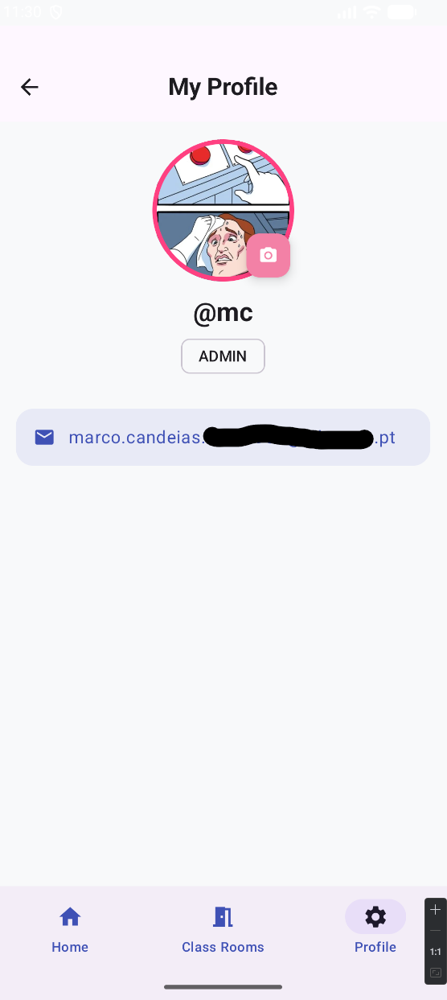 11:30
My Profile
@mc
ADMIN
marco.candeias. .pt
Home
Class Rooms
Profile
1:1